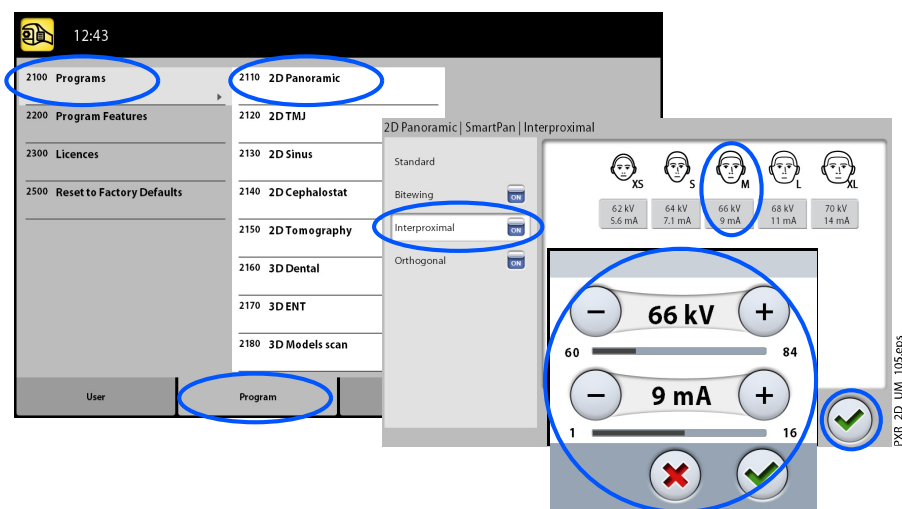 12:43
2100 Programs
2200 Program Features
2300 Licences
2500 Reset to Factory Defaults
2110 2D Panoramic
2120 2D TMJ
2130 2D Sinus
2140 2D Cephalostat
2150 2D Tomography
2160 3D Dental
2170 3D ENT
2180 3D Models scan
User
Program
2D Panoramic | SmartPan | Interproximal
Standard
Bitewing ON
Interproximal ON
Orthogonal ON
XS S M L XL
62 kV 64 kV 66 kV 68 kV 70 kV
5.6 mA 7.1 mA 9 mA 11 mA 14 mA
66 kV
60 84
9 mA
1 16
PXR_2D_UM_105.eps